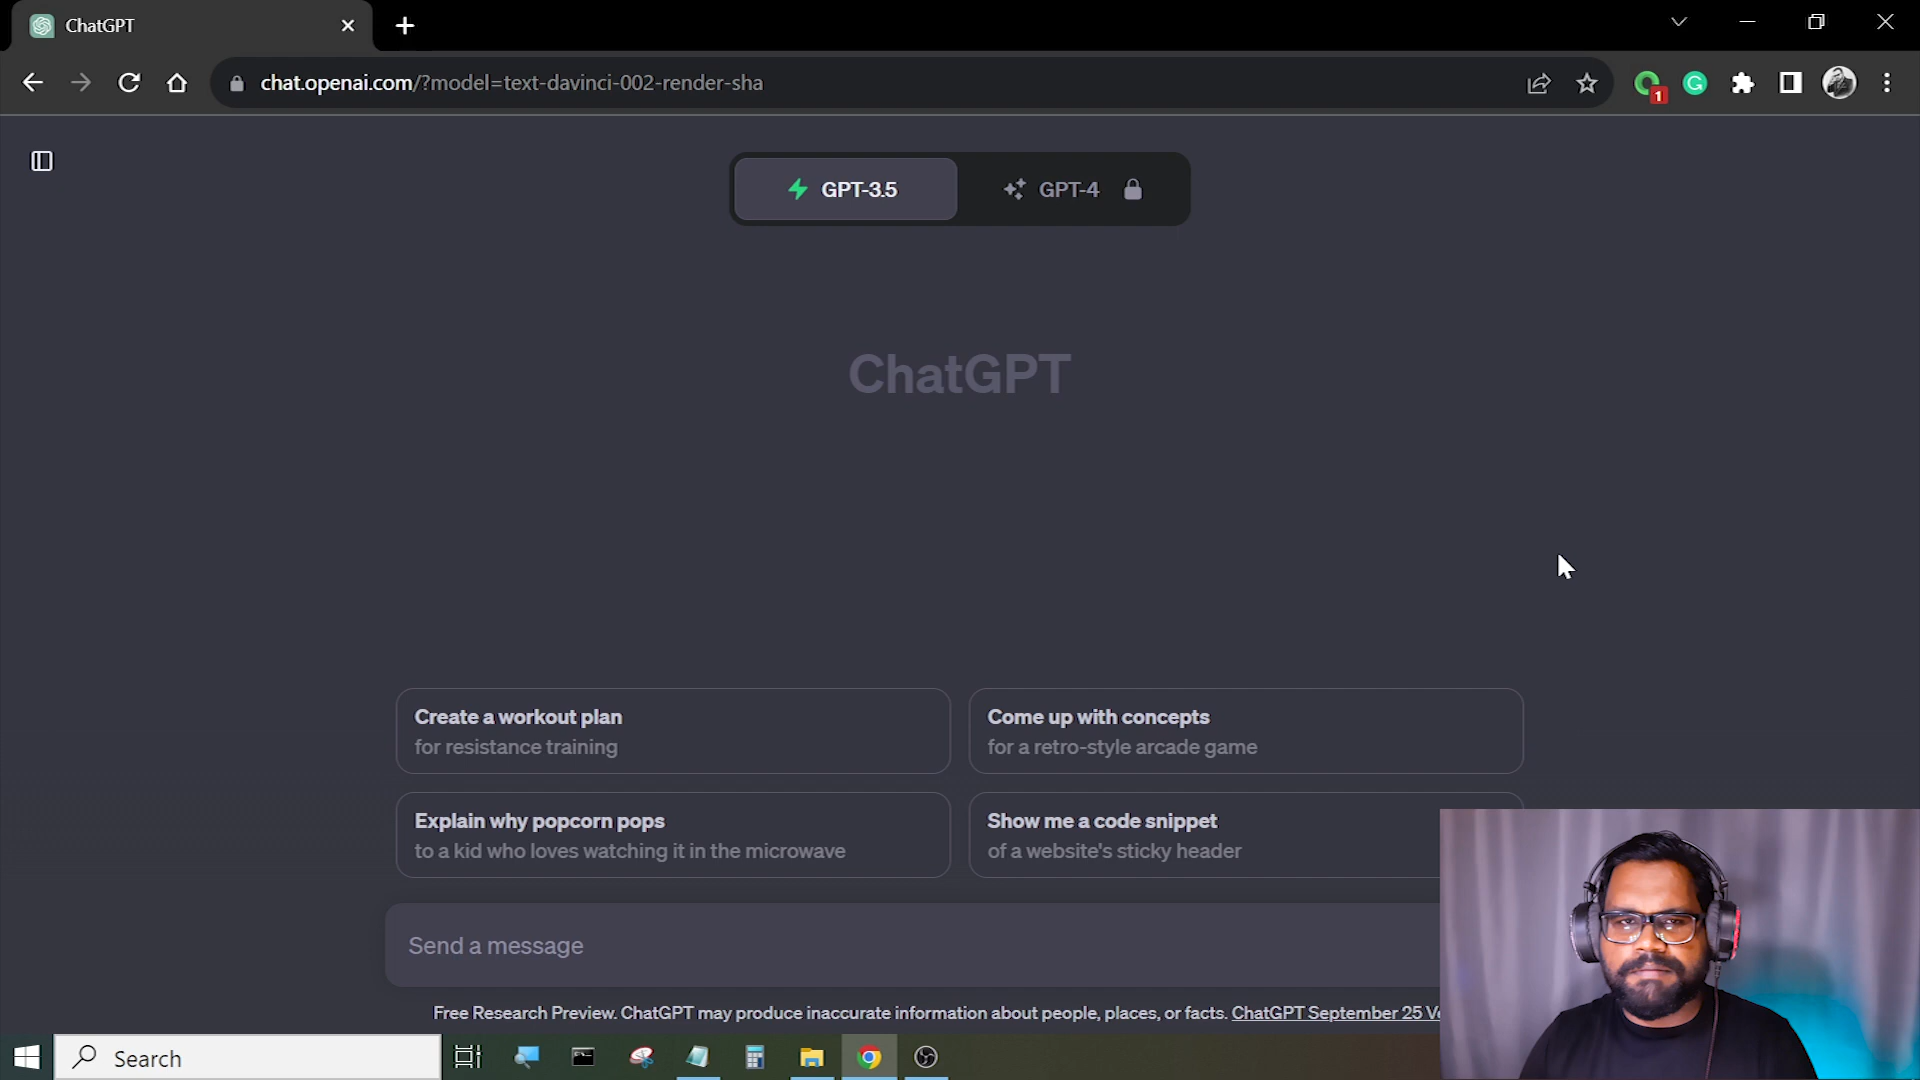 ChatGPT
chat.openai.com/?model=text-davinci-002-render-sha
1
GPT-3.5
GPT-4
ChatGPT
Create a workout plan
for resistance training
Come up with concepts
for a retro-style arcade game
Explain why popcorn pops
to a kid who loves watching it in the microwave
Show me a code snippet
of a website's sticky header
Send a message
Free Research Preview. ChatGPT may produce inaccurate information about people, places, or facts. ChatGPT September 25 Ve
Search